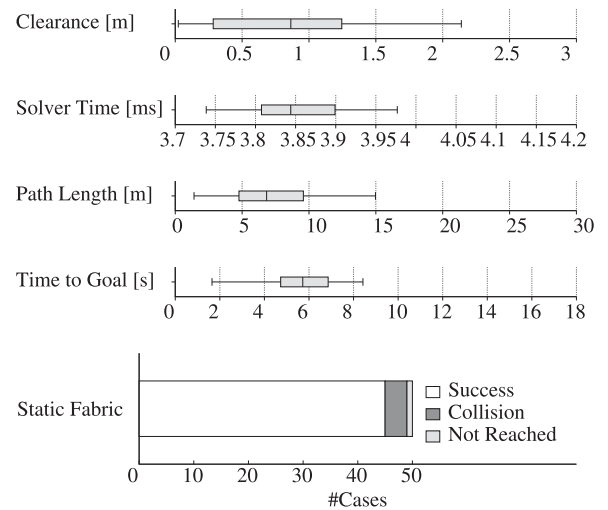 Clearance [m]
0 0.5 1 1.5 2 2.5 3
Solver Time [ms]
3.7 3.75 3.8 3.85 3.9 3.95 4 4.05 4.1 4.15 4.2
Path Length [m]
0 5 10 15 20 25 30
Time to Goal [s]
0 2 4 6 8 10 12 14 16 18
Static Fabric
Success
Collision
Not Reached
0 10 20 30 40 50
#Cases